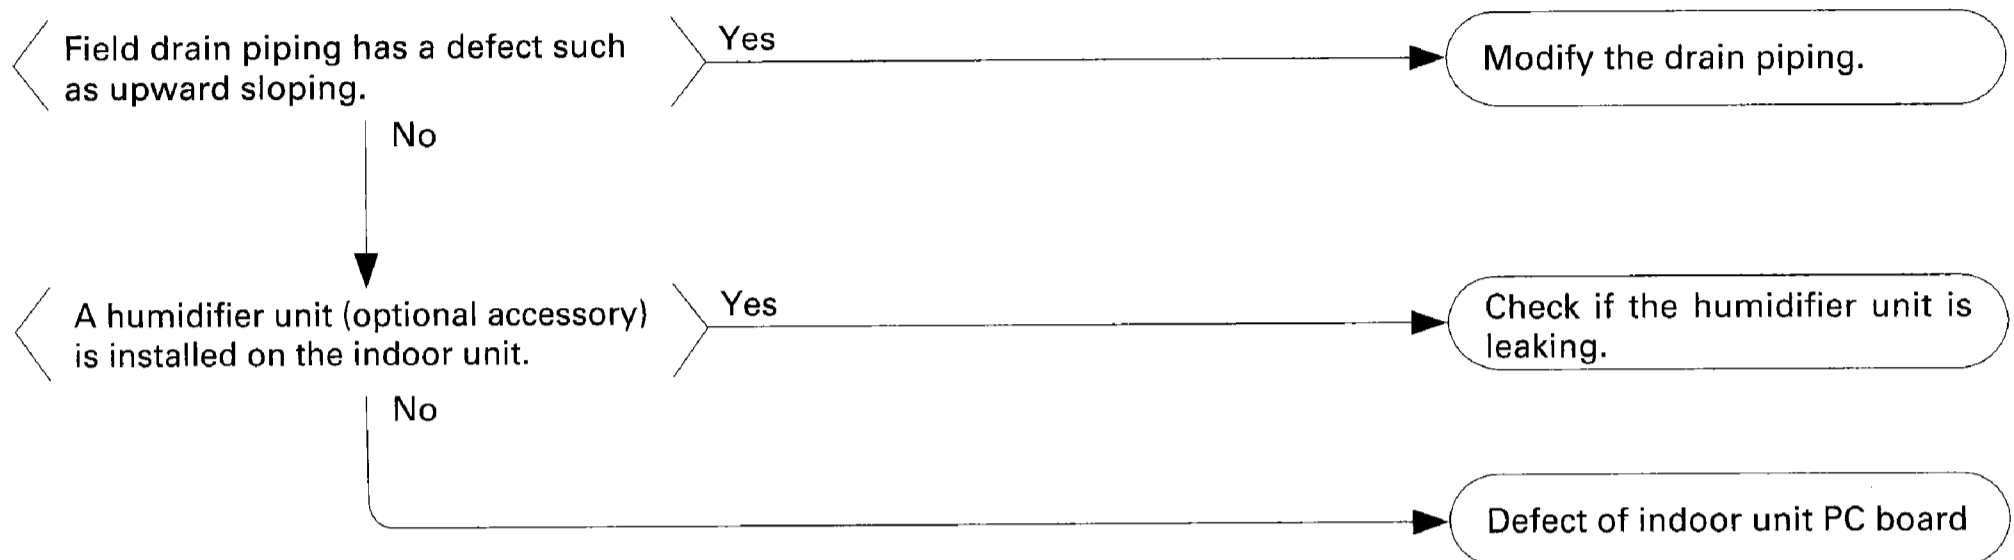 Field drain piping has a defect such
as upward sloping.
Yes
Modify the drain piping.
No
A humidifier unit (optional accessory)
is installed on the indoor unit.
Yes
Check if the humidifier unit is
leaking.
No
Defect of indoor unit PC board